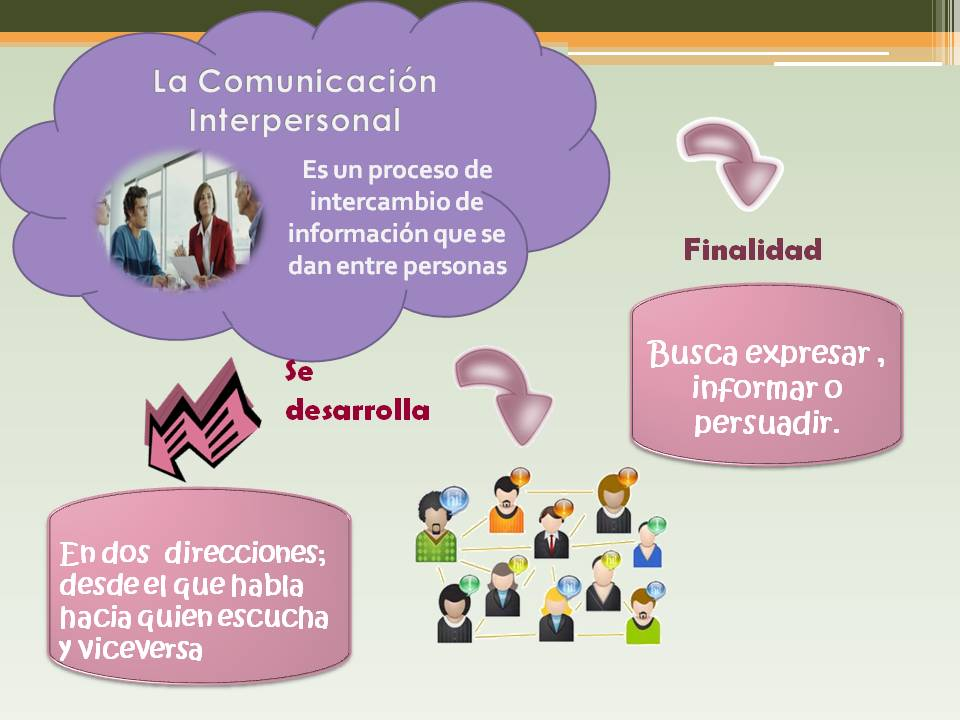 La Comunicación
Interpersonal
Es un proceso de
intercambio de
información que se
dan entre personas
Finalidad
Busca expresar ,
informar o
persuadir.
Se
desarrolla
En dos direcciones;
desde el que habla
hacia quien escucha
y viceversa